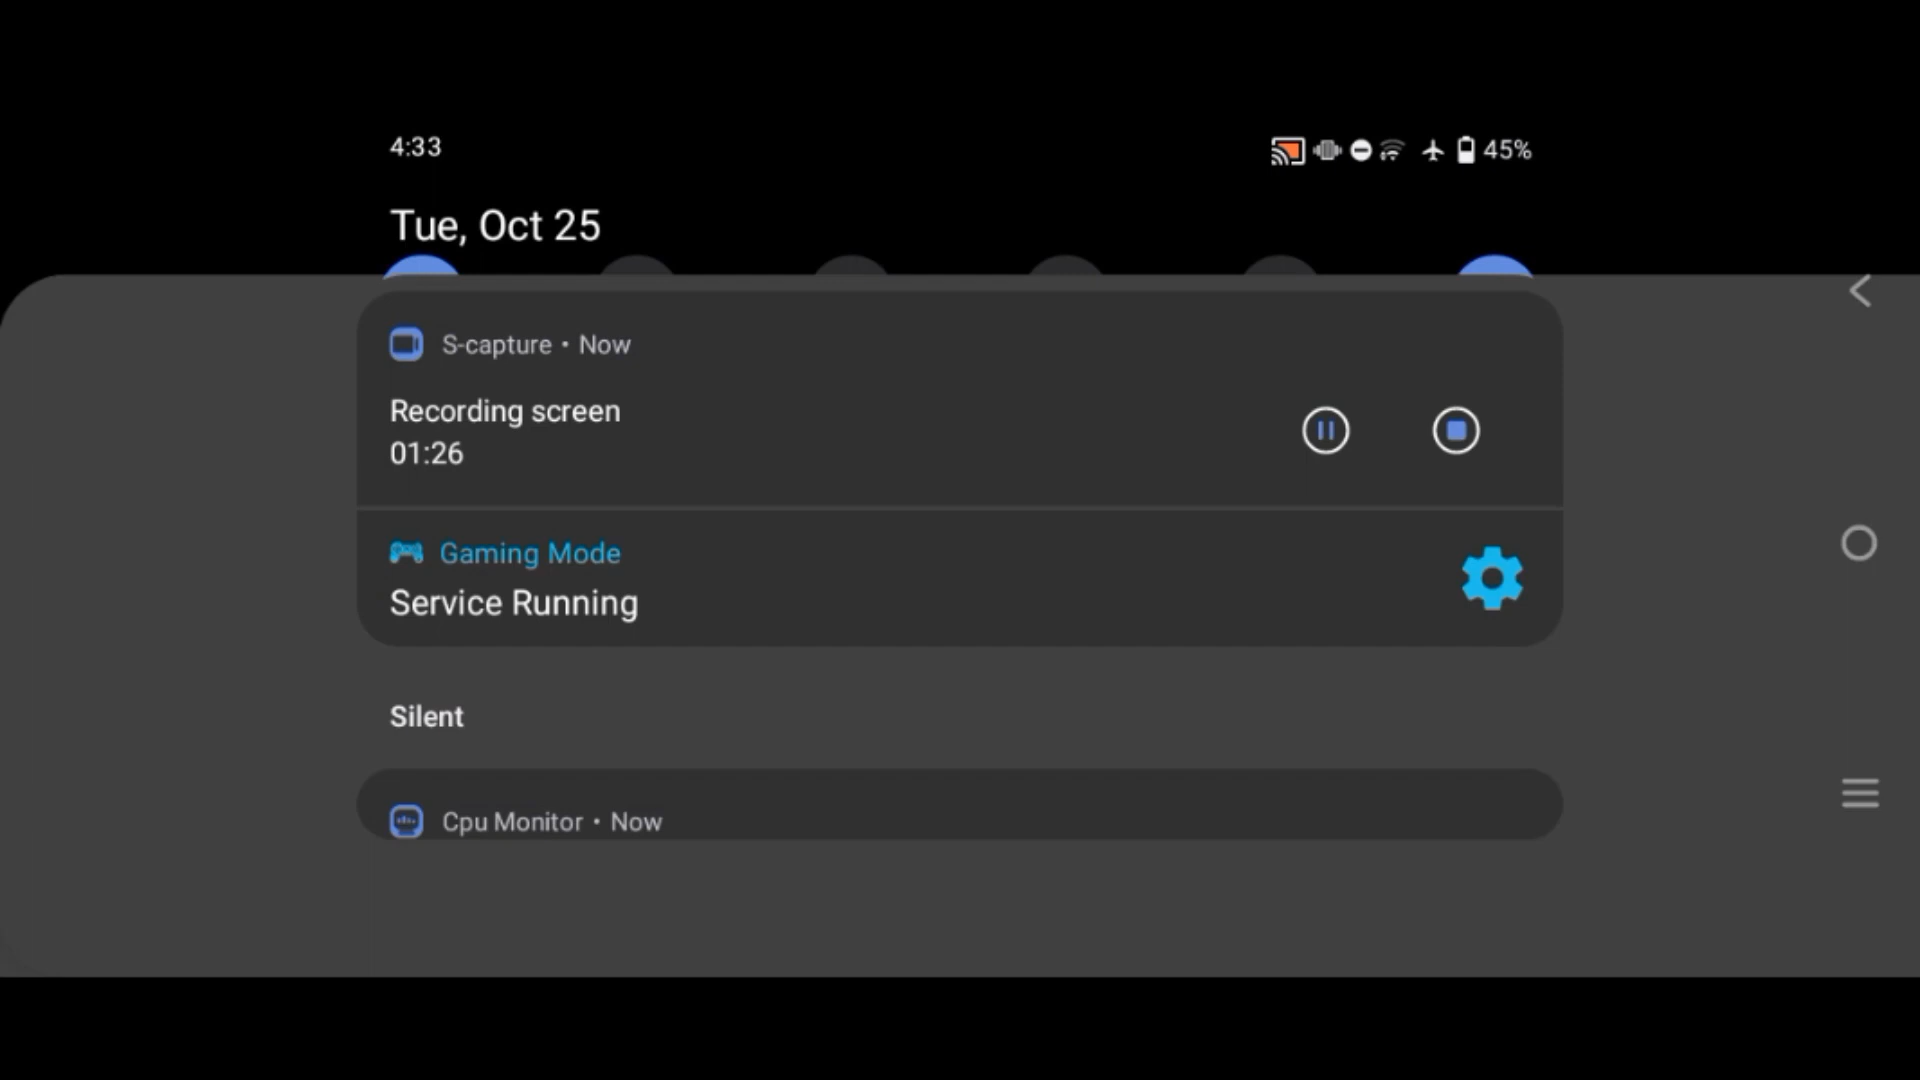 4:33
45%
Tue, Oct 25
S-capture • Now
Recording screen
01:26
Gaming Mode
Service Running
Silent
Cpu Monitor • Now